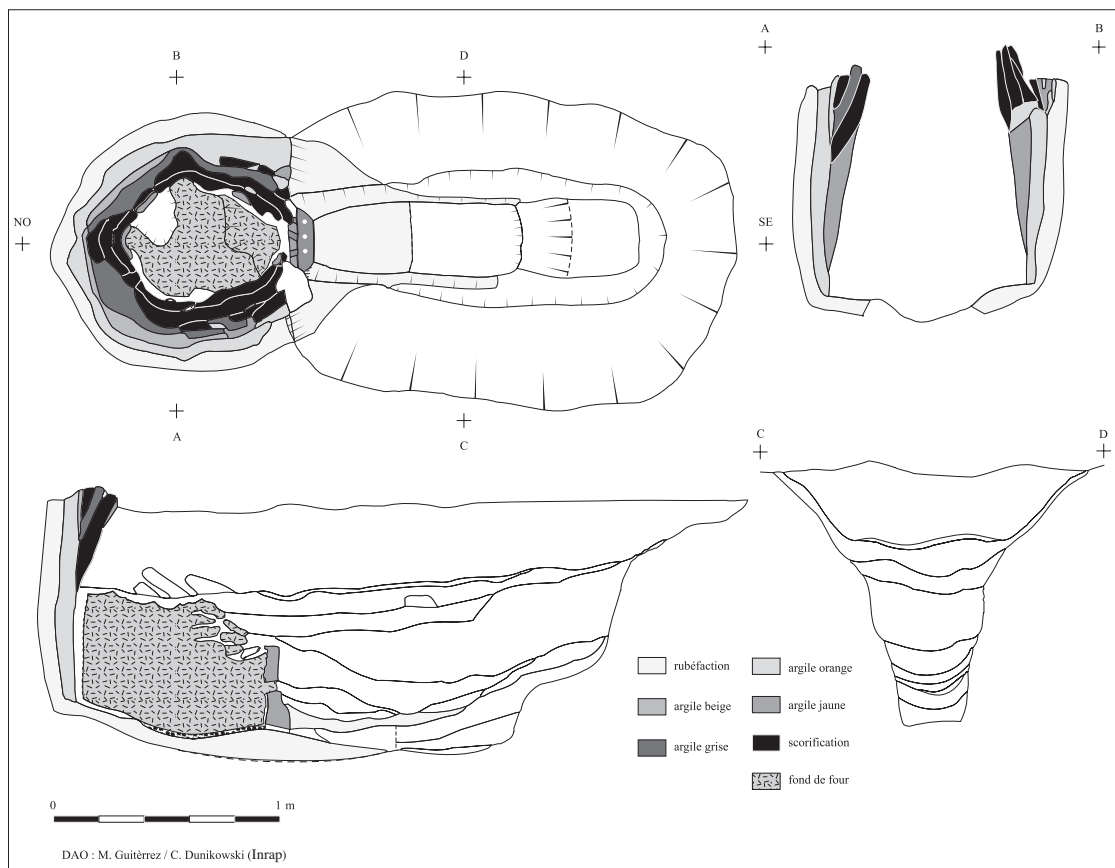 B
D
A
B
NO
SE
A
C
C
D
rubéfaction
argile orange
argile beige
argile jaune
argile grise
scorification
fond de four
0
1 m
DAO : M. Guitèrrez / C. Dunikowski (Inrap)